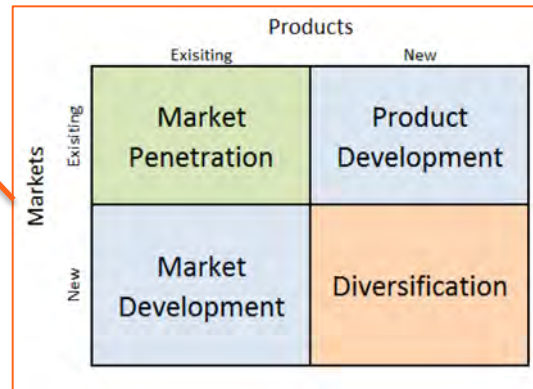 Products
Exisiting
New
Markets
Exisiting
Market
Penetration
Product
Development
New
Market
Development
Diversification